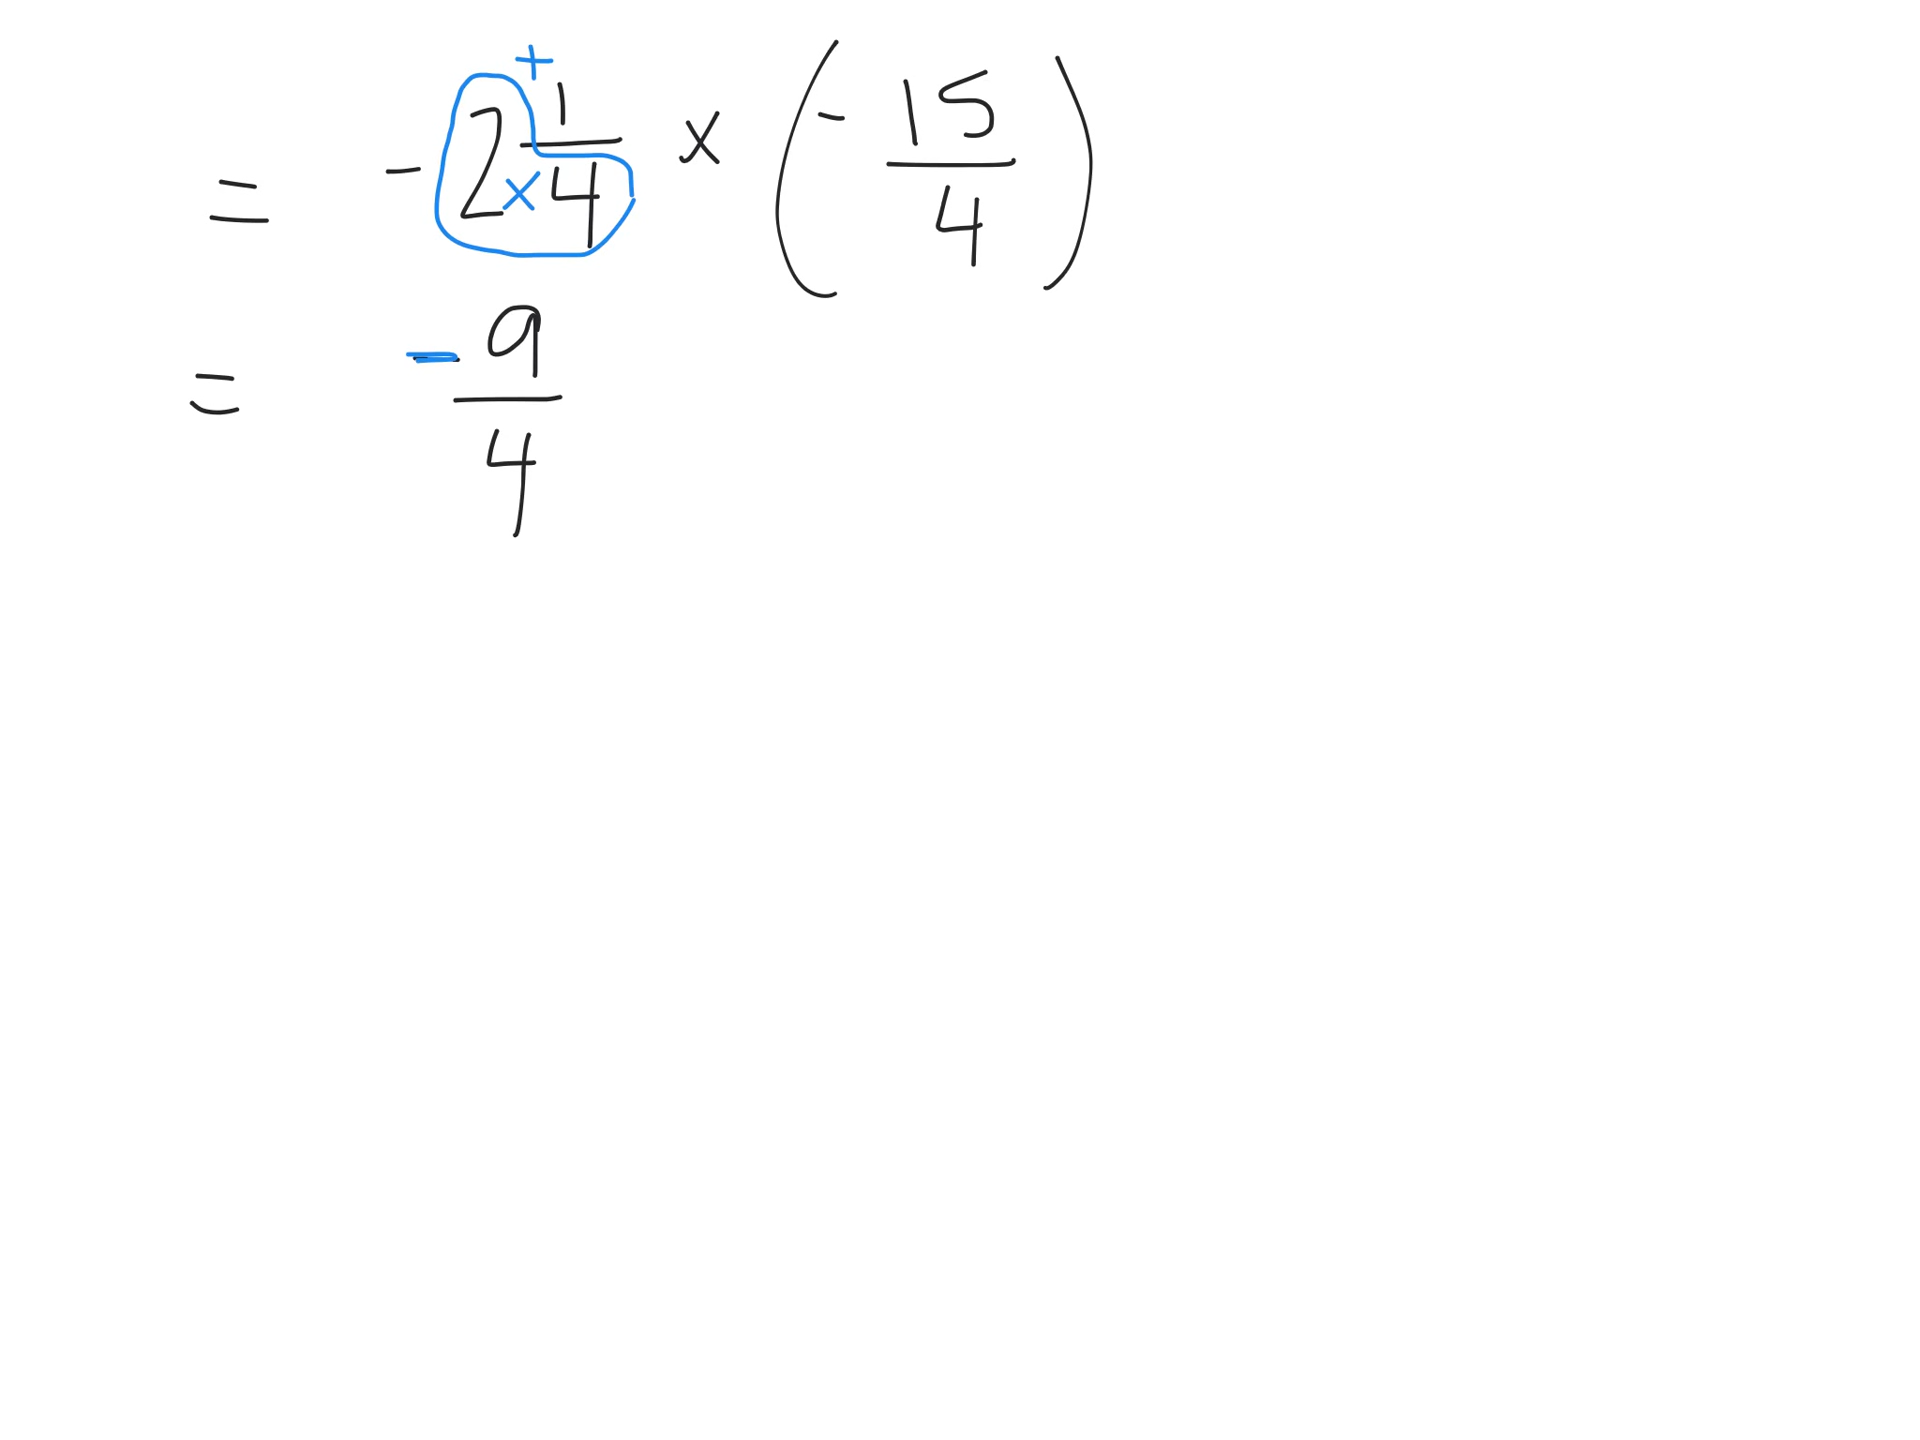 = - 2 1/4 × (- 15/4)
+
×
= - 9/4